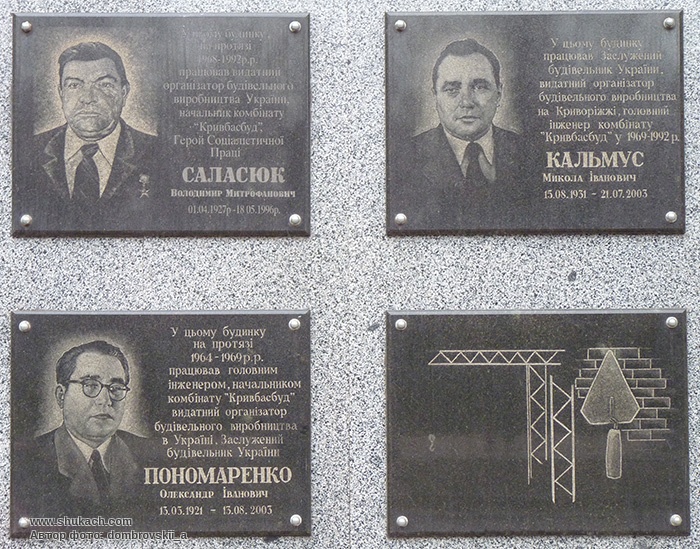 У цьому будинку
на протязі
1968-1992р.р.
працював видатний
організатор будівельного
виробництва України,
начальник комбінату
"Кривбасбуд",
Герой Соціалістичної
Праці
САЛАСЮК
Володимир Митрофанович
01.04.1927р-18.05.1996р.
У цьому будинку
працював Заслужений
будівельник України,
видатний організатор
будівельного виробництва
на Криворіжжі, головний
інженер комбінату
"Кривбасбуд" у 1969-1992 р.
КАЛЬМУС
Микола Іванович
15.08.1931 - 21.07.2003
У цьому будинку
на протязі
1964-1969р.р.
працював головним
інженером, начальником
комбінату "Кривбасбуд"
видатний організатор
будівельного виробництва
в Україні, Заслужений
будівельник України
ПОНОМАРЕНКО
Олександр Іванович
13.03.1921 - 13.08.2003
www.shukach.com
Автор фото: dombrovskii_a